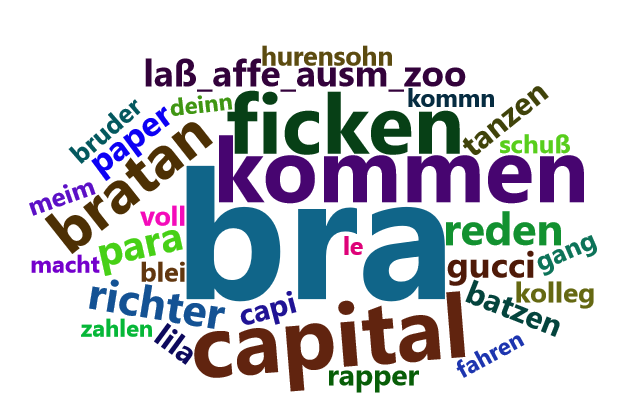 hurensohn
laß_affe_ausm_zoo
kommn
deinn
bruder
paper
ficken
tanzen
schuß
bratan
kommen
meim
voll
bra
reden
para
le
macht
blei
gucci
gang
richter
capi
kolleg
batzen
zahlen
lila
capital
rapper
fahren